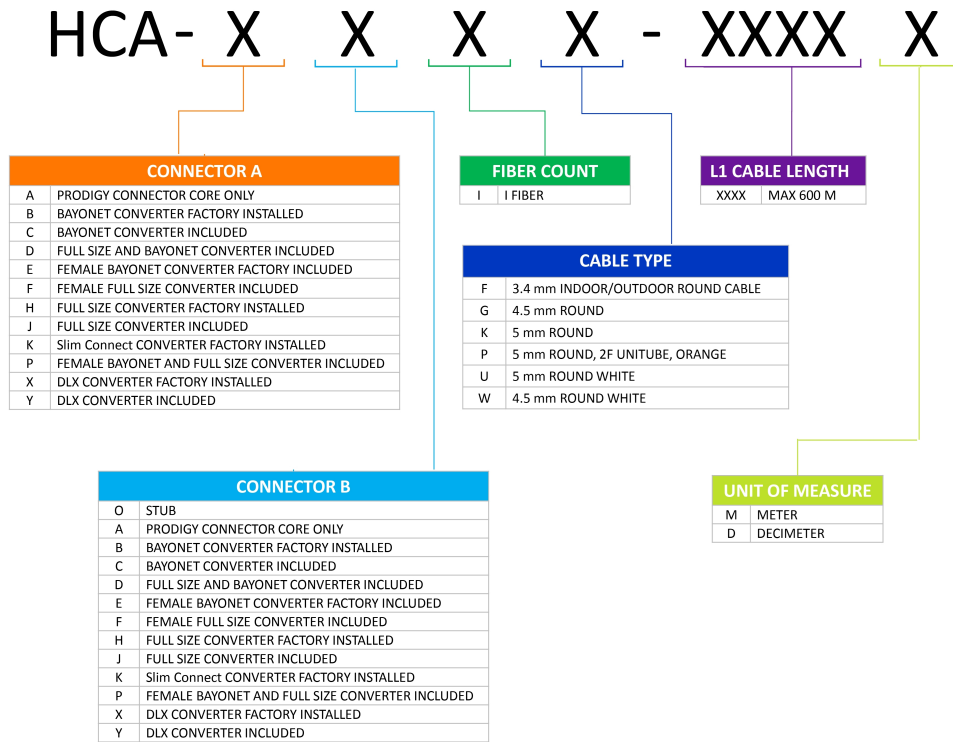 HCA- X X X X - XXXX X
CONNECTOR A
A PRODIGY CONNECTOR CORE ONLY
B BAYONET CONVERTER FACTORY INSTALLED
C BAYONET CONVERTER INCLUDED
D FULL SIZE AND BAYONET CONVERTER INCLUDED
E FEMALE BAYONET CONVERTER FACTORY INCLUDED
F FEMALE FULL SIZE CONVERTER INCLUDED
H FULL SIZE CONVERTER FACTORY INSTALLED
J FULL SIZE CONVERTER INCLUDED
K Slim Connect CONVERTER FACTORY INSTALLED
P FEMALE BAYONET AND FULL SIZE CONVERTER INCLUDED
X DLX CONVERTER FACTORY INSTALLED
Y DLX CONVERTER INCLUDED
FIBER COUNT
I I FIBER
L1 CABLE LENGTH
XXXX MAX 600 M
CABLE TYPE
F 3.4 mm INDOOR/OUTDOOR ROUND CABLE
G 4.5 mm ROUND
K 5 mm ROUND
P 5 mm ROUND, 2F UNITUBE, ORANGE
U 5 mm ROUND WHITE
W 4.5 mm ROUND WHITE
CONNECTOR B
O STUB
A PRODIGY CONNECTOR CORE ONLY
B BAYONET CONVERTER FACTORY INSTALLED
C BAYONET CONVERTER INCLUDED
D FULL SIZE AND BAYONET CONVERTER INCLUDED
E FEMALE BAYONET CONVERTER FACTORY INCLUDED
F FEMALE FULL SIZE CONVERTER INCLUDED
H FULL SIZE CONVERTER FACTORY INSTALLED
J FULL SIZE CONVERTER INCLUDED
K Slim Connect CONVERTER FACTORY INSTALLED
P FEMALE BAYONET AND FULL SIZE CONVERTER INCLUDED
X DLX CONVERTER FACTORY INSTALLED
Y DLX CONVERTER INCLUDED
UNIT OF MEASURE
M METER
D DECIMETER